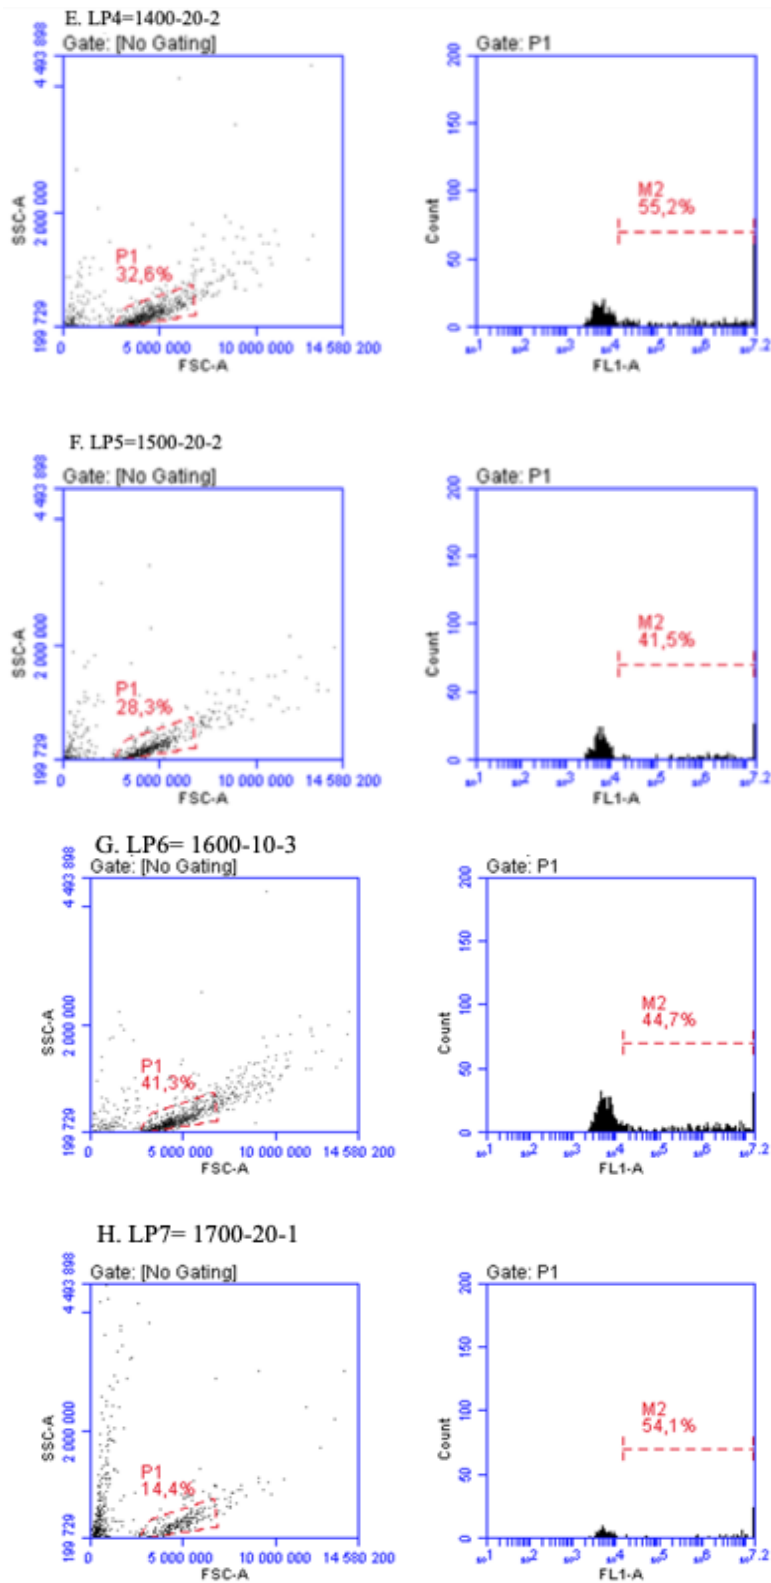 E. LP4=1400-20-2
Gate: [No Gating]
Gate: P1
4 493 898
2 000 000
199 729
SSC-A
P1
32,6%
0
5 000 000
10 000 000
14 580 200
FSC-A
200
150
100
50
0
Count
M2
55,2%
FL1-A
F. LP5=1500-20-2
Gate: [No Gating]
Gate: P1
4 493 898
2 000 000
199 729
SSC-A
P1
28,3%
0
5 000 000
10 000 000
14 580 200
FSC-A
200
150
100
50
0
Count
M2
41,5%
FL1-A
G. LP6= 1600-10-3
Gate: [No Gating]
Gate: P1
4 493 898
2 000 000
199 729
SSC-A
P1
41,3%
0
5 000 000
10 000 000
14 580 200
FSC-A
200
150
100
50
0
Count
M2
44,7%
FL1-A
H. LP7= 1700-20-1
Gate: [No Gating]
Gate: P1
4 493 898
2 000 000
199 729
SSC-A
P1
14,4%
0
5 000 000
10 000 000
14 580 200
FSC-A
200
150
100
50
0
Count
M2
54,1%
FL1-A